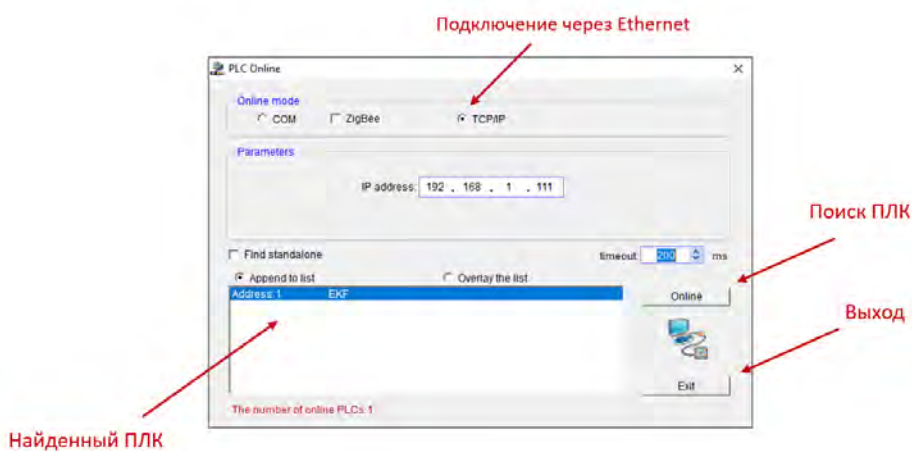 Подключение через Ethernet
PLC Online
Online mode
COM ZigBee TCP/IP
Parameters
IP address: 192 . 168 . 1 . 111
Поиск ПЛК
Find standalone timeout 200 ms
Append to list Overlay the list
Address:1 EKF
Online
Выход
Exit
The number of online PLCs:1
Найденный ПЛК